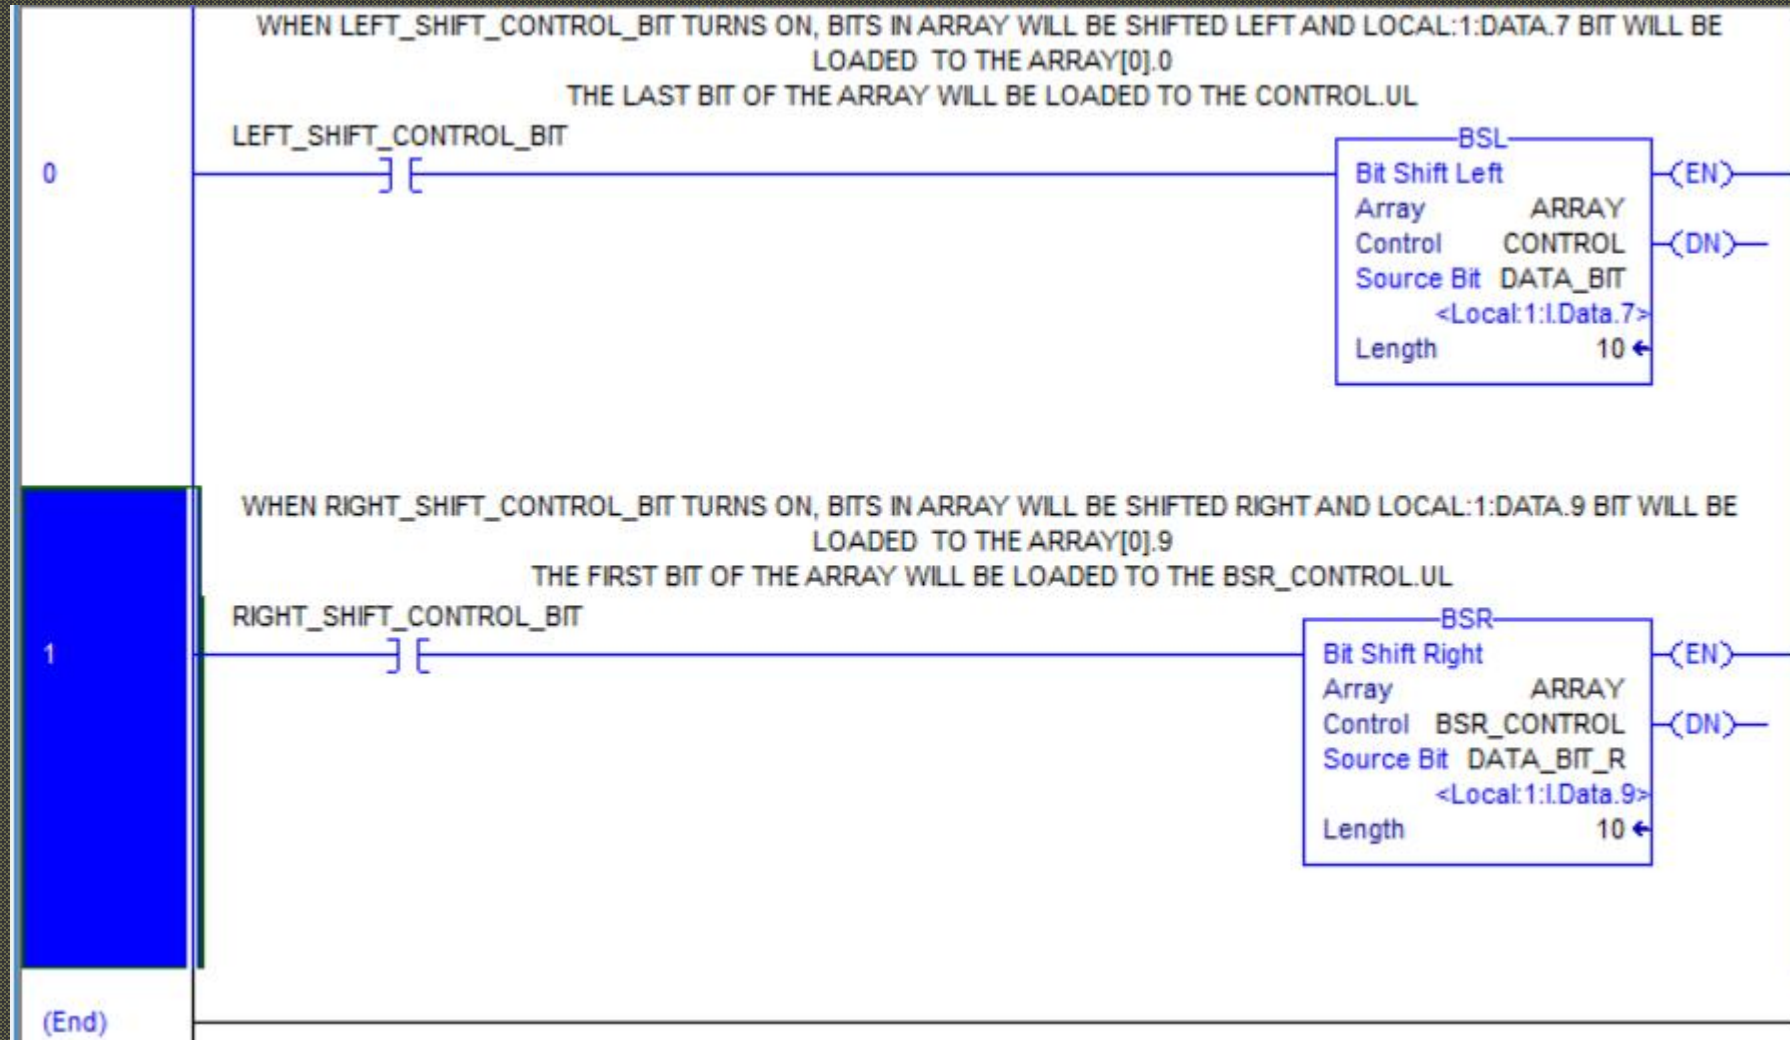 WHEN LEFT_SHIFT_CONTROL_BIT TURNS ON, BITS IN ARRAY WILL BE SHIFTED LEFT AND LOCAL:1:DATA.7 BIT WILL BE
LOADED TO THE ARRAY[0].0
THE LAST BIT OF THE ARRAY WILL BE LOADED TO THE CONTROL.UL
LEFT_SHIFT_CONTROL_BIT
0
BSL
Bit Shift Left
(EN)
Array ARRAY
Control CONTROL
(DN)
Source Bit DATA_BIT
<Local:1:I.Data.7>
Length 10
WHEN RIGHT_SHIFT_CONTROL_BIT TURNS ON, BITS IN ARRAY WILL BE SHIFTED RIGHT AND LOCAL:1:DATA.9 BIT WILL BE
LOADED TO THE ARRAY[0].9
THE FIRST BIT OF THE ARRAY WILL BE LOADED TO THE BSR_CONTROL.UL
RIGHT_SHIFT_CONTROL_BIT
1
BSR
Bit Shift Right
(EN)
Array ARRAY
Control BSR_CONTROL
(DN)
Source Bit DATA_BIT_R
<Local:1:I.Data.9>
Length 10
(End)